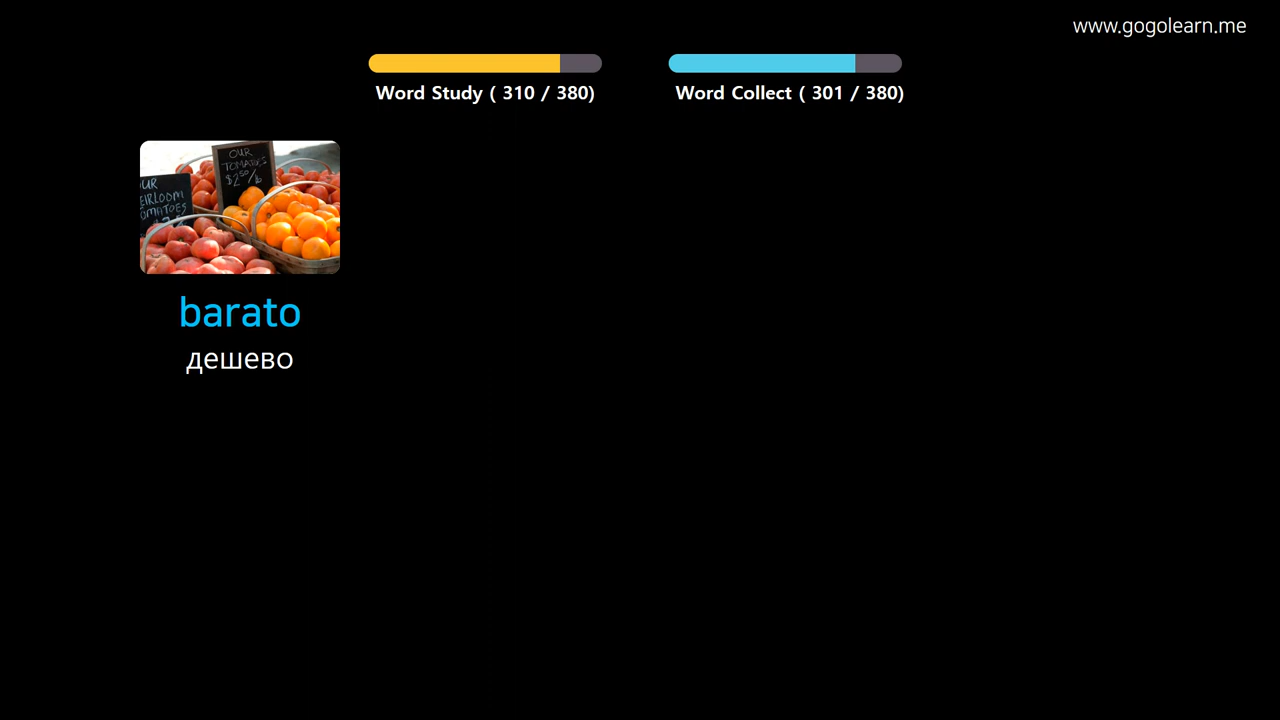 www.gogolearn.me
Word Study ( 310 / 380)
Word Collect ( 301 / 380)
OUR
TOMATOES
$2.50/lb
OUR
HEIRLOOM
TOMATOES
barato
дешево